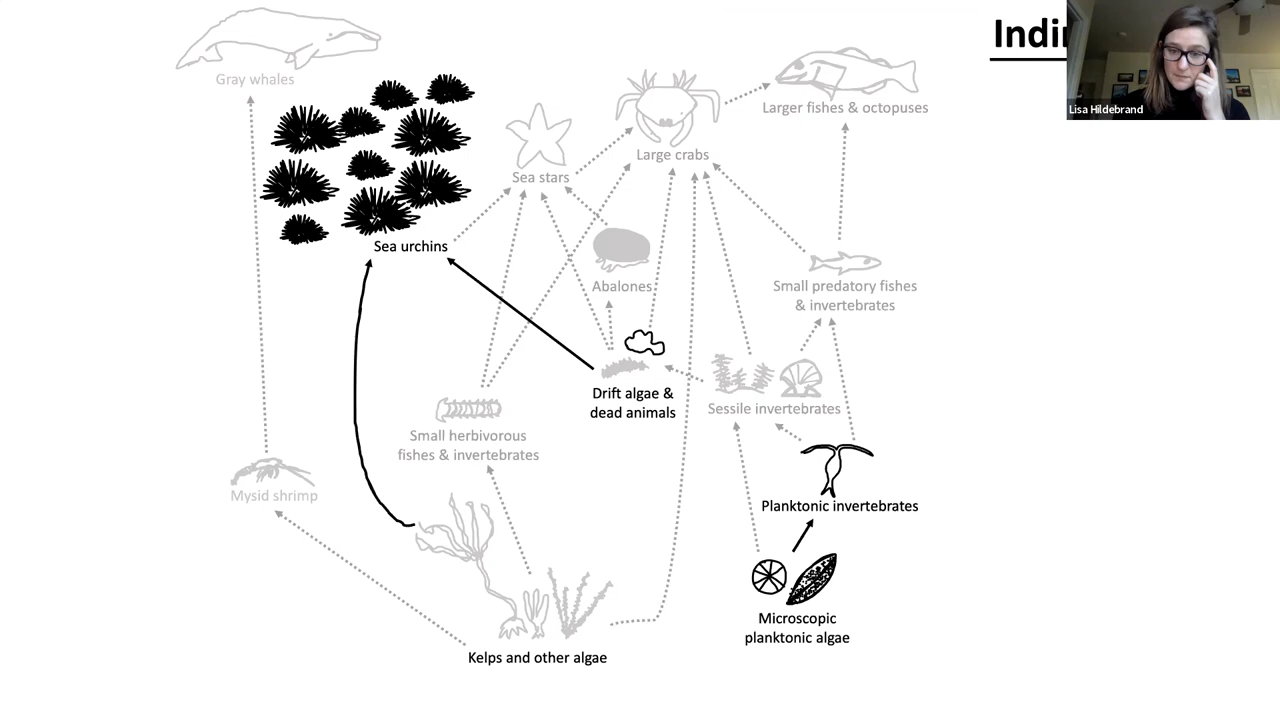 Indi
Lisa Hildebrand
Gray whales
Larger fishes & octopuses
Large crabs
Sea stars
Sea urchins
Abalones
Small predatory fishes
& invertebrates
Drift algae &
dead animals
Sessile invertebrates
Small herbivorous
fishes & invertebrates
Mysid shrimp
Planktonic invertebrates
Microscopic
planktonic algae
Kelps and other algae